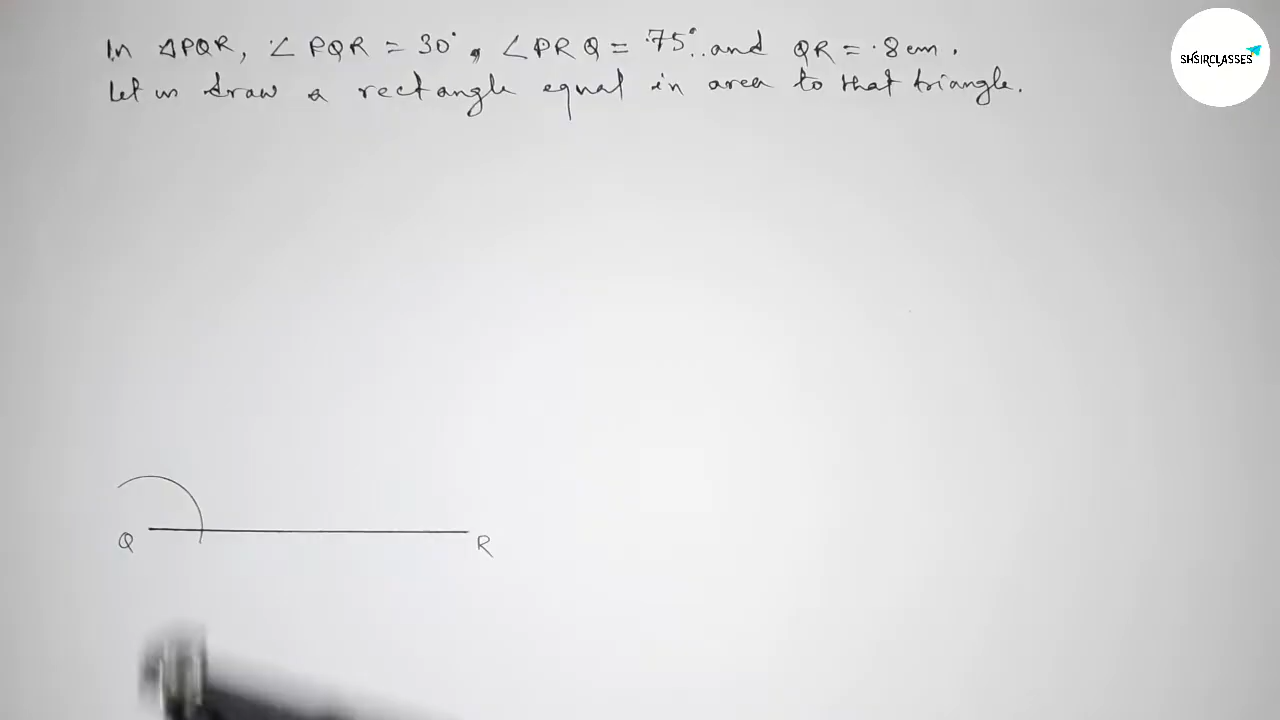 In △PQR, ∠PQR = 30°, ∠PRQ = 75° and QR = 8 cm.
Let us draw a rectangle equal in area to that triangle.
SHSIRCLASSES
Q
R